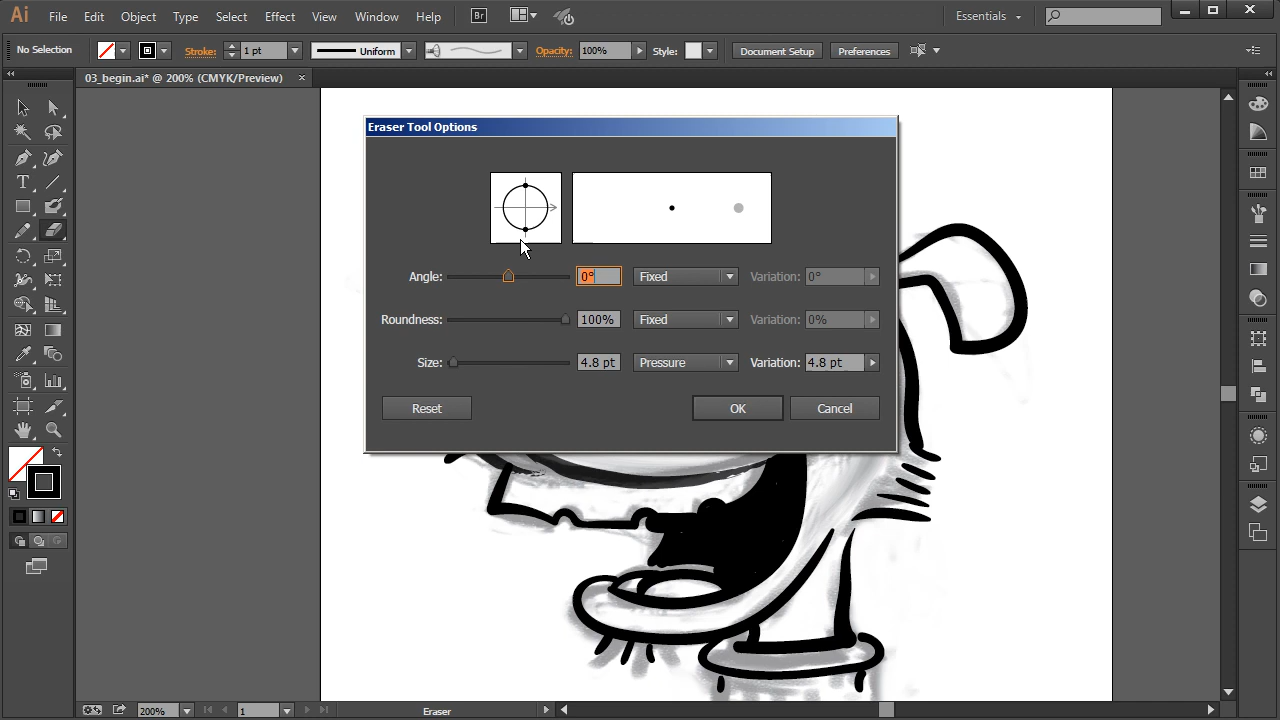 Ai File Edit Object Type Select Effect View Window Help Br Essentials
No Selection Stroke: 1 pt Uniform Opacity: 100% Style: Document Setup Preferences
03_begin.ai* @ 200% (CMYK/Preview) ×
Eraser Tool Options
Angle: 0° Fixed Variation: 0°
Roundness: 100% Fixed Variation: 0%
Size: 4.8 pt Pressure Variation: 4.8 pt
Reset OK Cancel
200% 1 Eraser